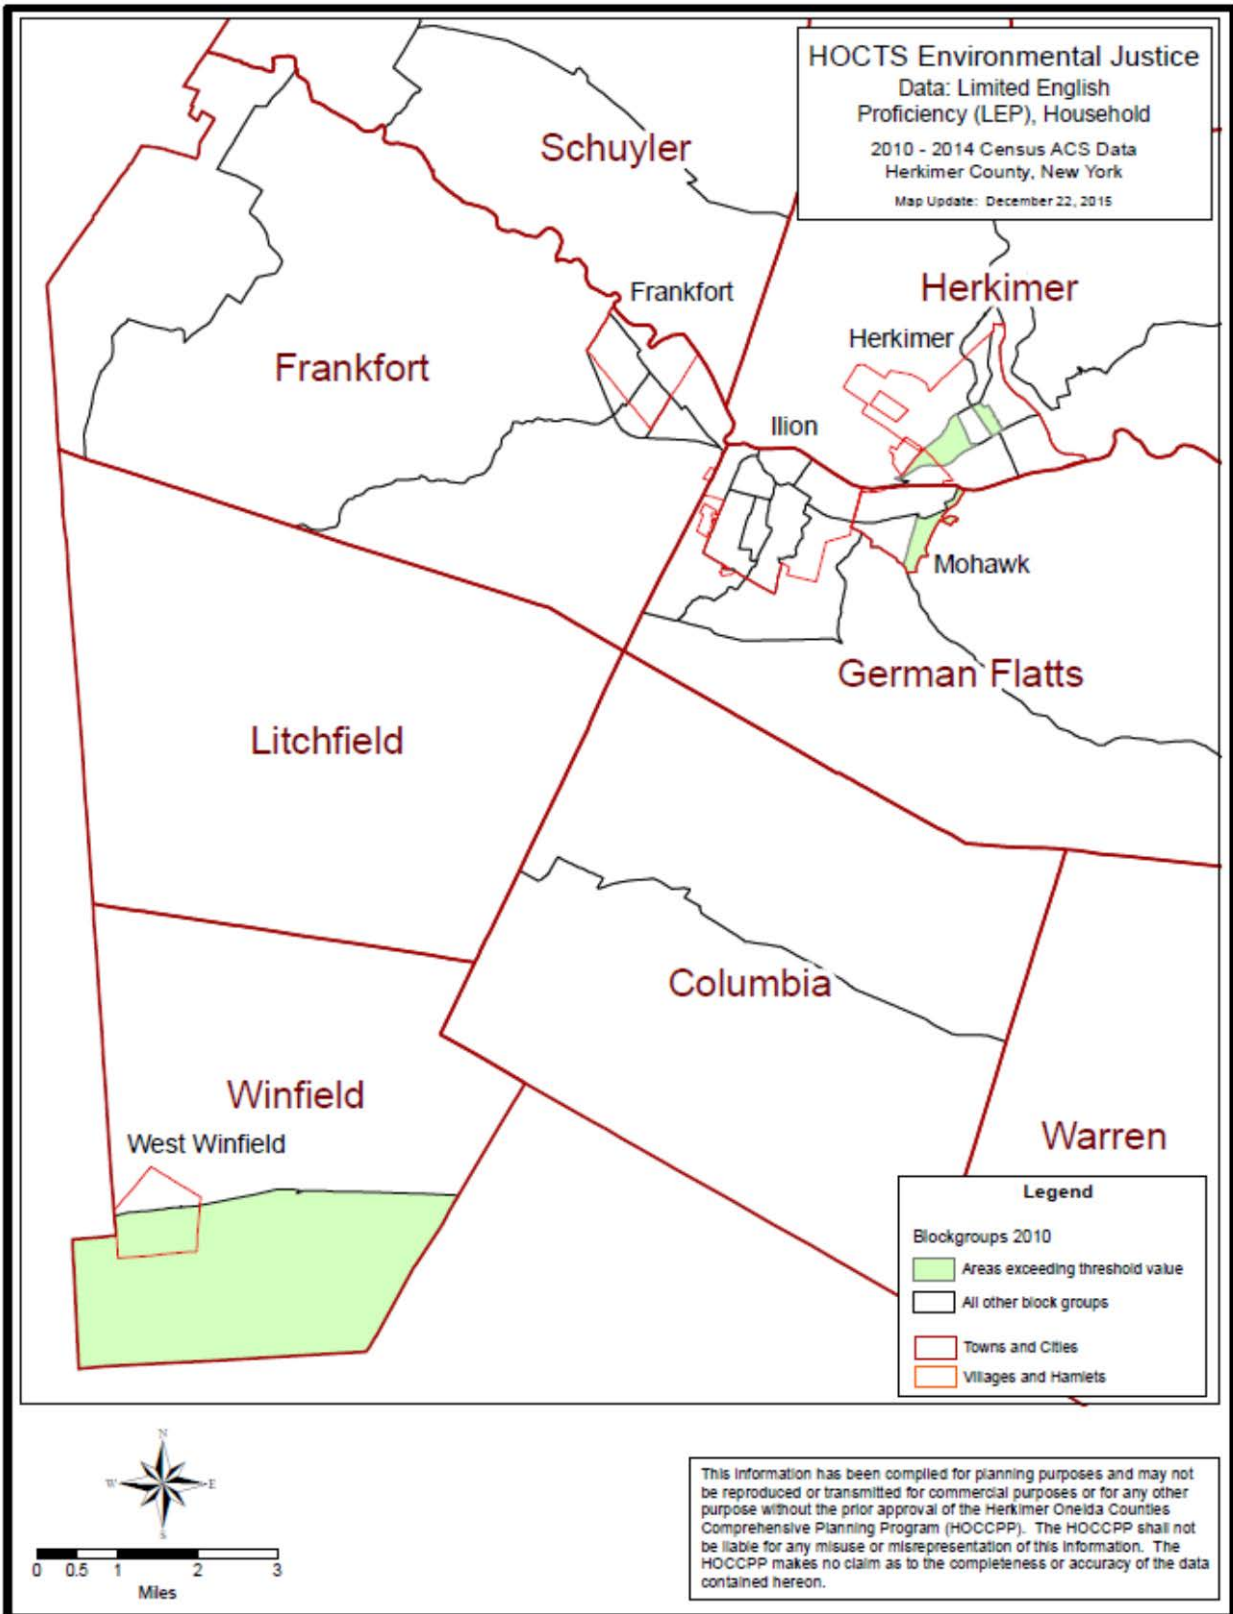 HOCTS Environmental Justice
Data: Limited English
Proficiency (LEP), Household
2010 - 2014 Census ACS Data
Herkimer County, New York
Map Update: December 22, 2015
Schuyler
Frankfort
Herkimer
Herkimer
Frankfort
Ilion
Mohawk
German Flatts
Litchfield
Columbia
Winfield
West Winfield
Warren
Legend
Blockgroups 2010
Areas exceeding threshold value
All other block groups
Towns and Cities
Villages and Hamlets
N
W E
S
0 0.5 1 2 3
Miles
This information has been compiled for planning purposes and may not
be reproduced or transmitted for commercial purposes or for any other
purpose without the prior approval of the Herkimer Oneida Counties
Comprehensive Planning Program (HOCCPP). The HOCCPP shall not
be liable for any misuse or misrepresentation of this information. The
HOCCPP makes no claim as to the completeness or accuracy of the data
contained hereon.